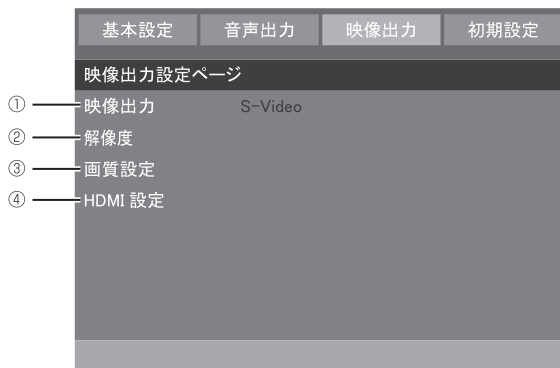 基本設定 音声出力 映像出力 初期設定
映像出力設定ページ
① 映像出力 S-Video
② 解像度
③ 画質設定
④ HDMI 設定